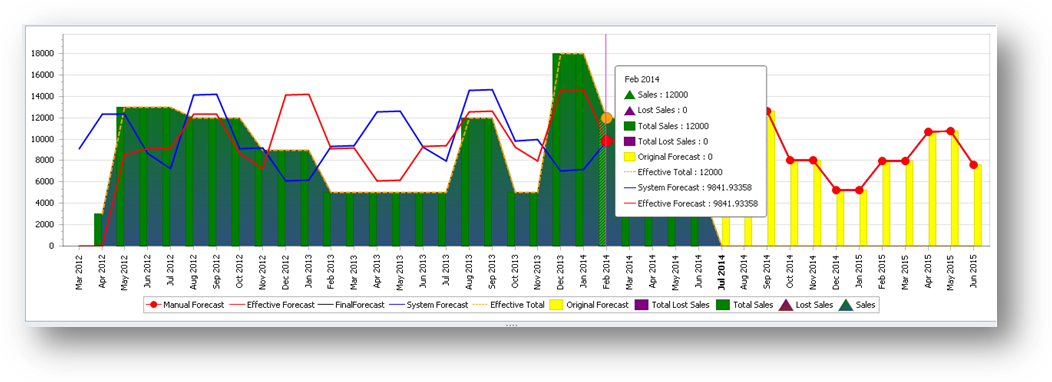 18000
16000
14000
12000
10000
8000
6000
4000
2000
0
Feb 2014
Sales : 12000
Lost Sales : 0
Total Sales : 12000
Total Lost Sales : 0
Original Forecast : 0
Effective Total : 12000
System Forecast : 9841.93358
Effective Forecast : 9841.93358
Mar 2012
Apr 2012
May 2012
Jun 2012
Jul 2012
Aug 2012
Sep 2012
Oct 2012
Nov 2012
Dec 2012
Jan 2013
Feb 2013
Mar 2013
Apr 2013
May 2013
Jun 2013
Jul 2013
Aug 2013
Sep 2013
Oct 2013
Nov 2013
Dec 2013
Jan 2014
Feb 2014
Mar 2014
Apr 2014
May 2014
Jun 2014
Jul 2014
Aug 2014
Sep 2014
Oct 2014
Nov 2014
Dec 2014
Jan 2015
Feb 2015
Mar 2015
Apr 2015
May 2015
Jun 2015
Manual Forecast Effective Forecast FinalForecast System Forecast Effective Total Original Forecast Total Lost Sales Total Sales Lost Sales Sales